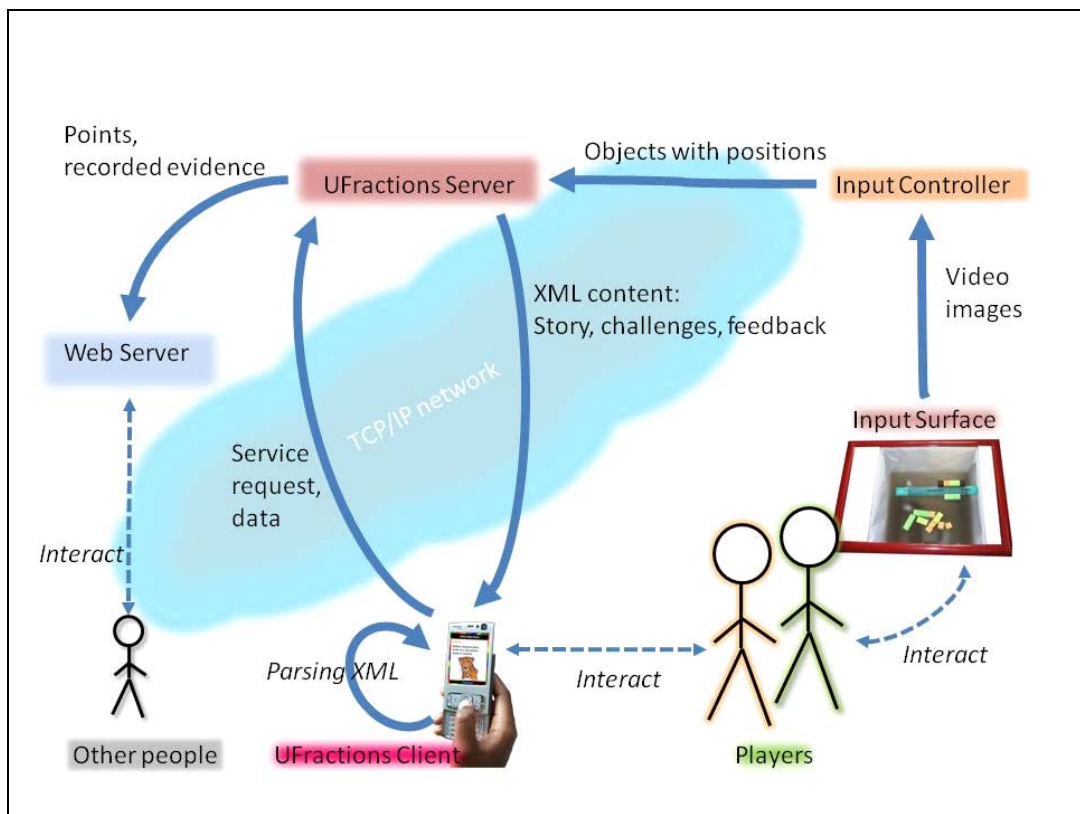 Points,
recorded evidence
UFractions Server
Objects with positions
Input Controller
XML content:
Story, challenges, feedback
Video
images
Web Server
TCP/IP network
Input Surface
Service
request,
data
Interact
Parsing XML
Interact
Interact
Other people
UFractions Client
Players